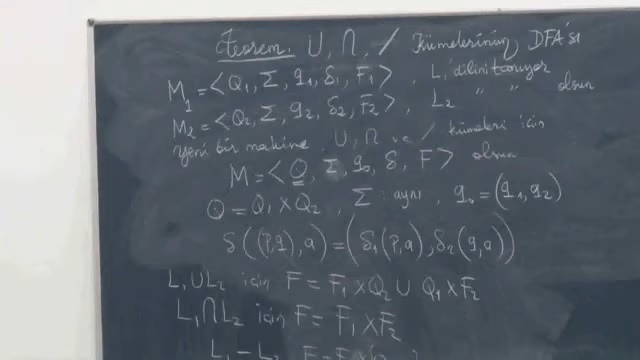 Teorem. U, ∩, / Kümelerinin DFA'sı
M₁ = <Q₁, Σ, q₁, δ₁, F₁>, L₁ dilini tanıyor
M₂ = <Q₂, Σ, q₂, δ₂, F₂>, L₂ " " olsun
yeni bir makine U, ∩ ve / kümeleri için
M = <Q, Σ, q₀, δ, F> olsun
Q = Q₁ × Q₂, Σ: aynı, q₀ = (q₁, q₂)
δ((p,q),a) = (δ₁(p,a), δ₂(q,a))
L₁ U L₂ için F = F₁ × Q₂ U Q₁ × F₂
L₁ ∩ L₂ için F = F₁ × F₂
L₁ - L₂ F = F